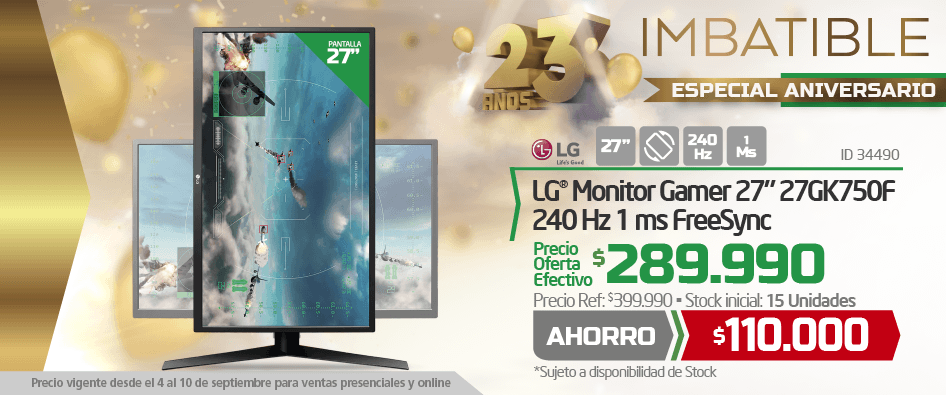 PANTALLA
27"
23
AÑOS
IMBATIBLE
ESPECIAL ANIVERSARIO
LG
Life's Good
27"
240
Hz
1
Ms
ID 34490
LG® Monitor Gamer 27" 27GK750F
240 Hz 1 ms FreeSync
Precio
Oferta
Efectivo
$289.990
Precio Ref: $399.990 ▪ Stock inicial: 15 Unidades
AHORRO
$110.000
*Sujeto a disponibilidad de Stock
Precio vigente desde el 4 al 10 de septiembre para ventas presenciales y online